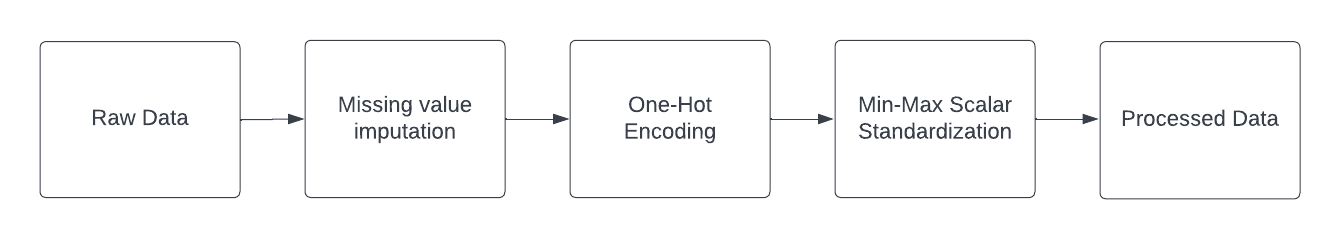 Raw Data
Missing value
imputation
One-Hot
Encoding
Min-Max Scalar
Standardization
Processed Data